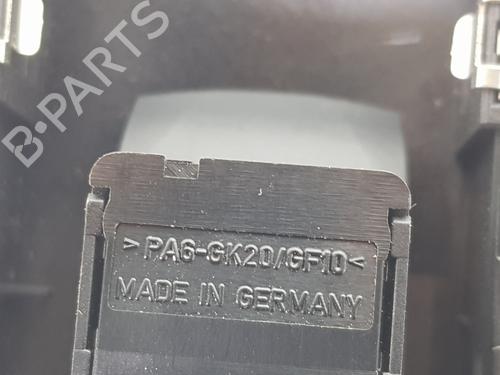 B-PARTS
>PA6-GK20/GF10<
MADE IN GERMANY